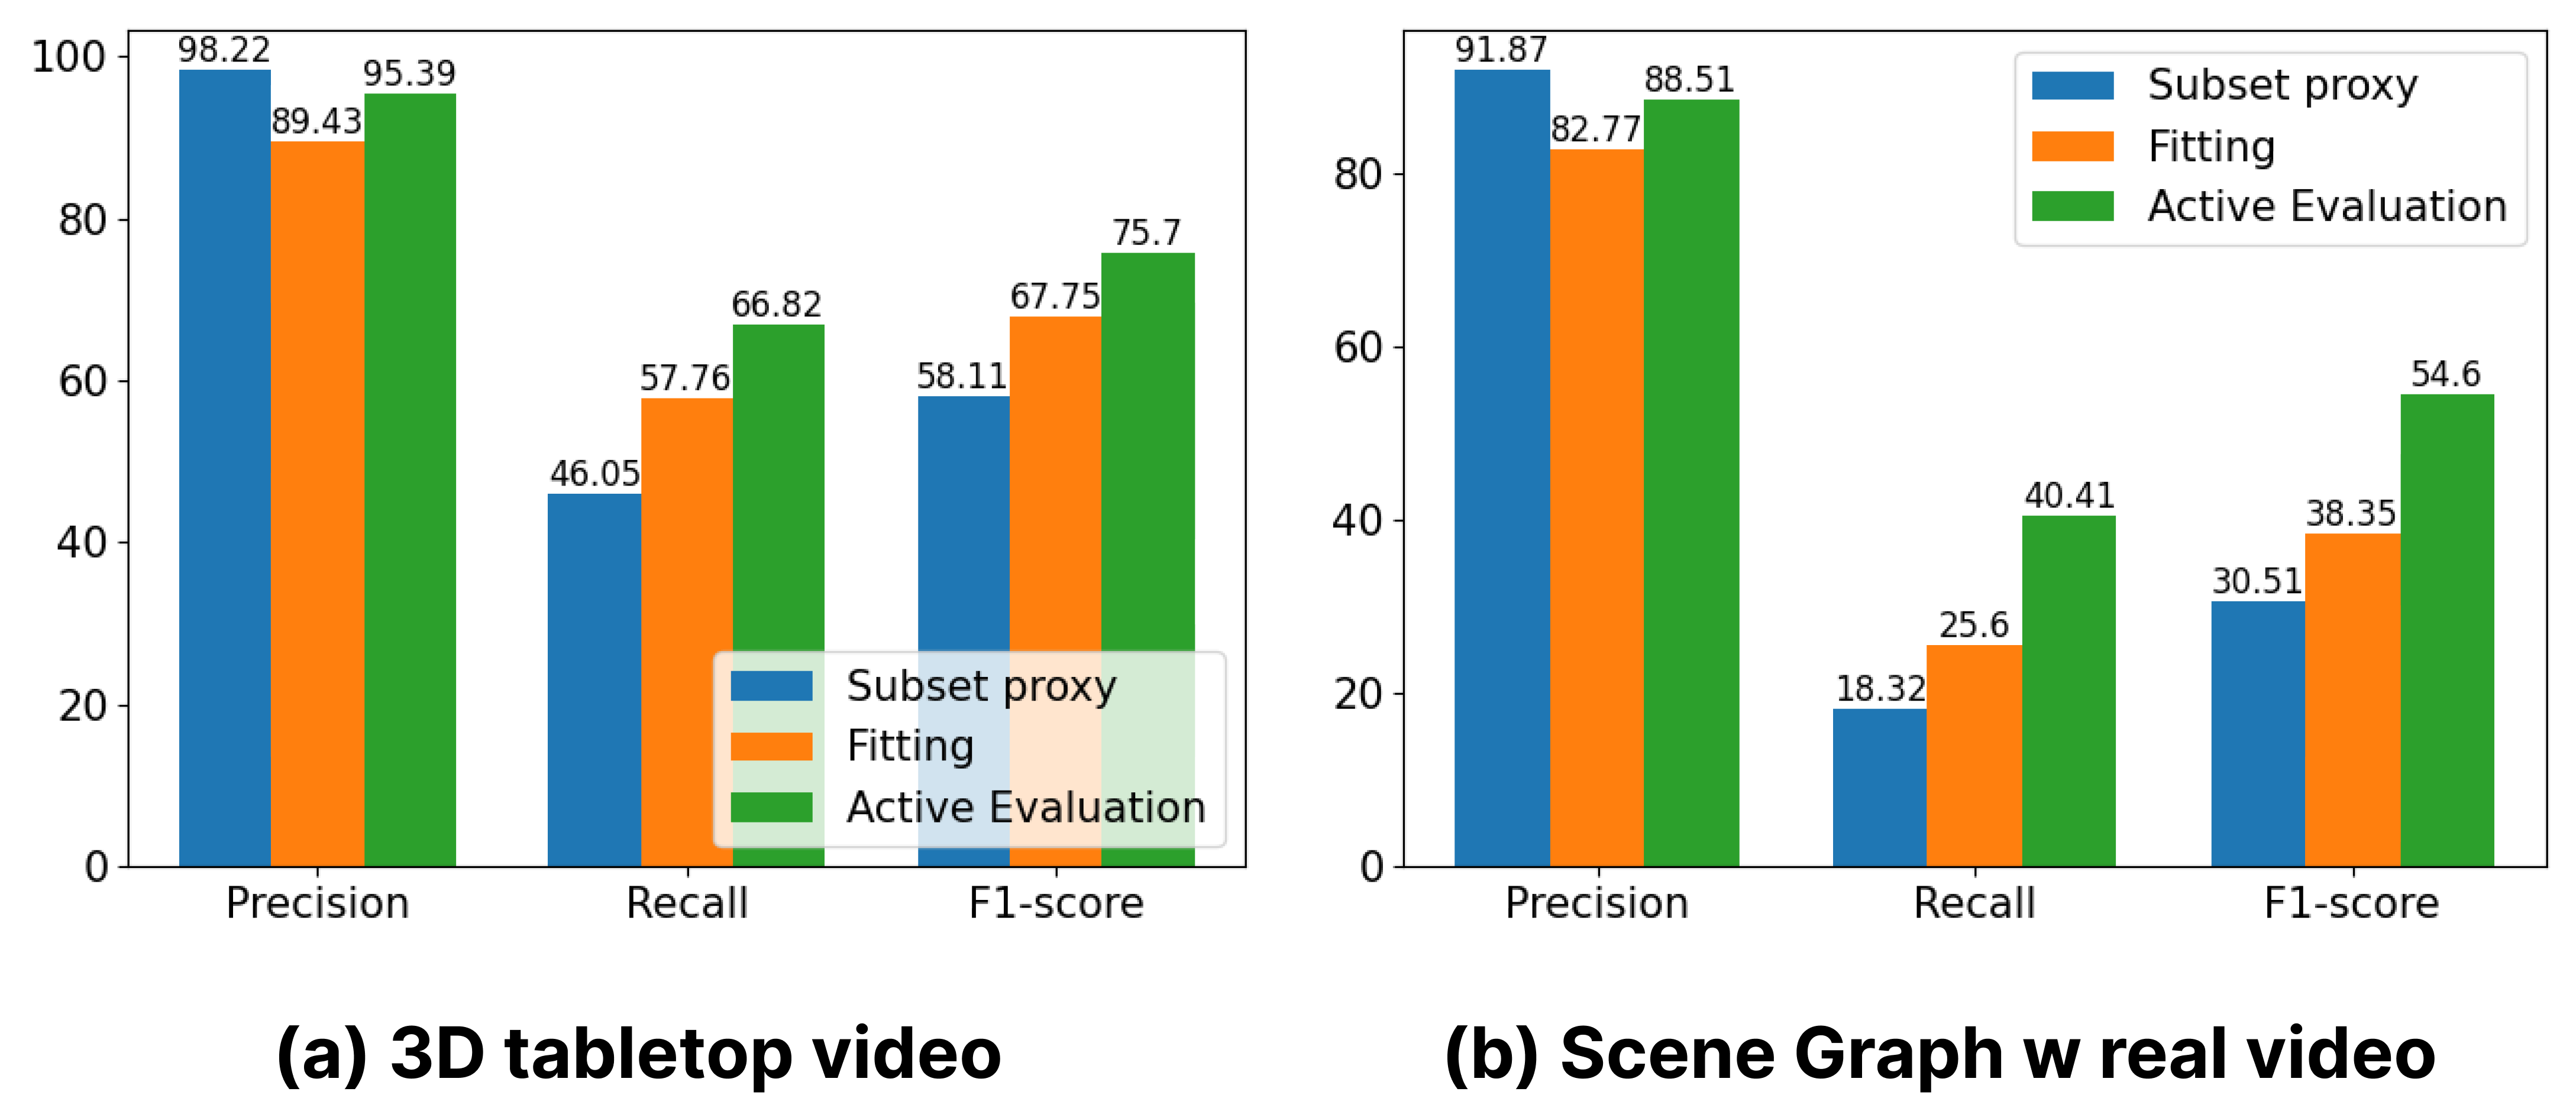 100
80
60
40
20
0
98.22
89.43
95.39
46.05
57.76
66.82
58.11
67.75
75.7
Subset proxy
Fitting
Active Evaluation
Precision Recall F1-score
(a) 3D tabletop video
80
60
40
20
0
91.87
82.77
88.51
18.32
25.6
40.41
30.51
38.35
54.6
Subset proxy
Fitting
Active Evaluation
Precision Recall F1-score
(b) Scene Graph w real video